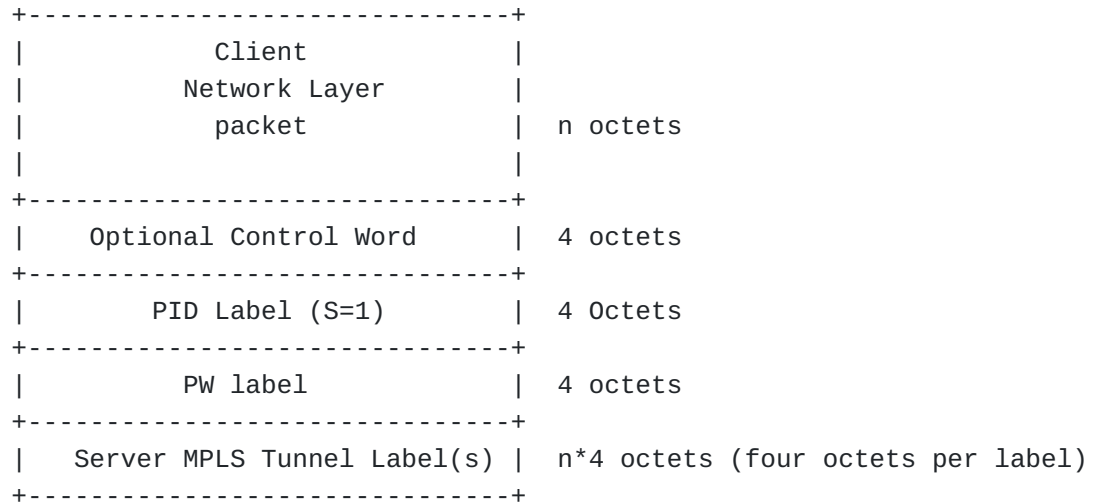 +-------------------------------+
|            Client             |
|          Network Layer        |
|            packet             |  n octets
|                               |
+-------------------------------+
|    Optional Control Word      |  4 octets
+-------------------------------+
|        PID Label (S=1)        |  4 Octets
+-------------------------------+
|          PW label             |  4 octets
+-------------------------------+
|   Server MPLS Tunnel Label(s) |  n*4 octets (four octets per label)
+-------------------------------+